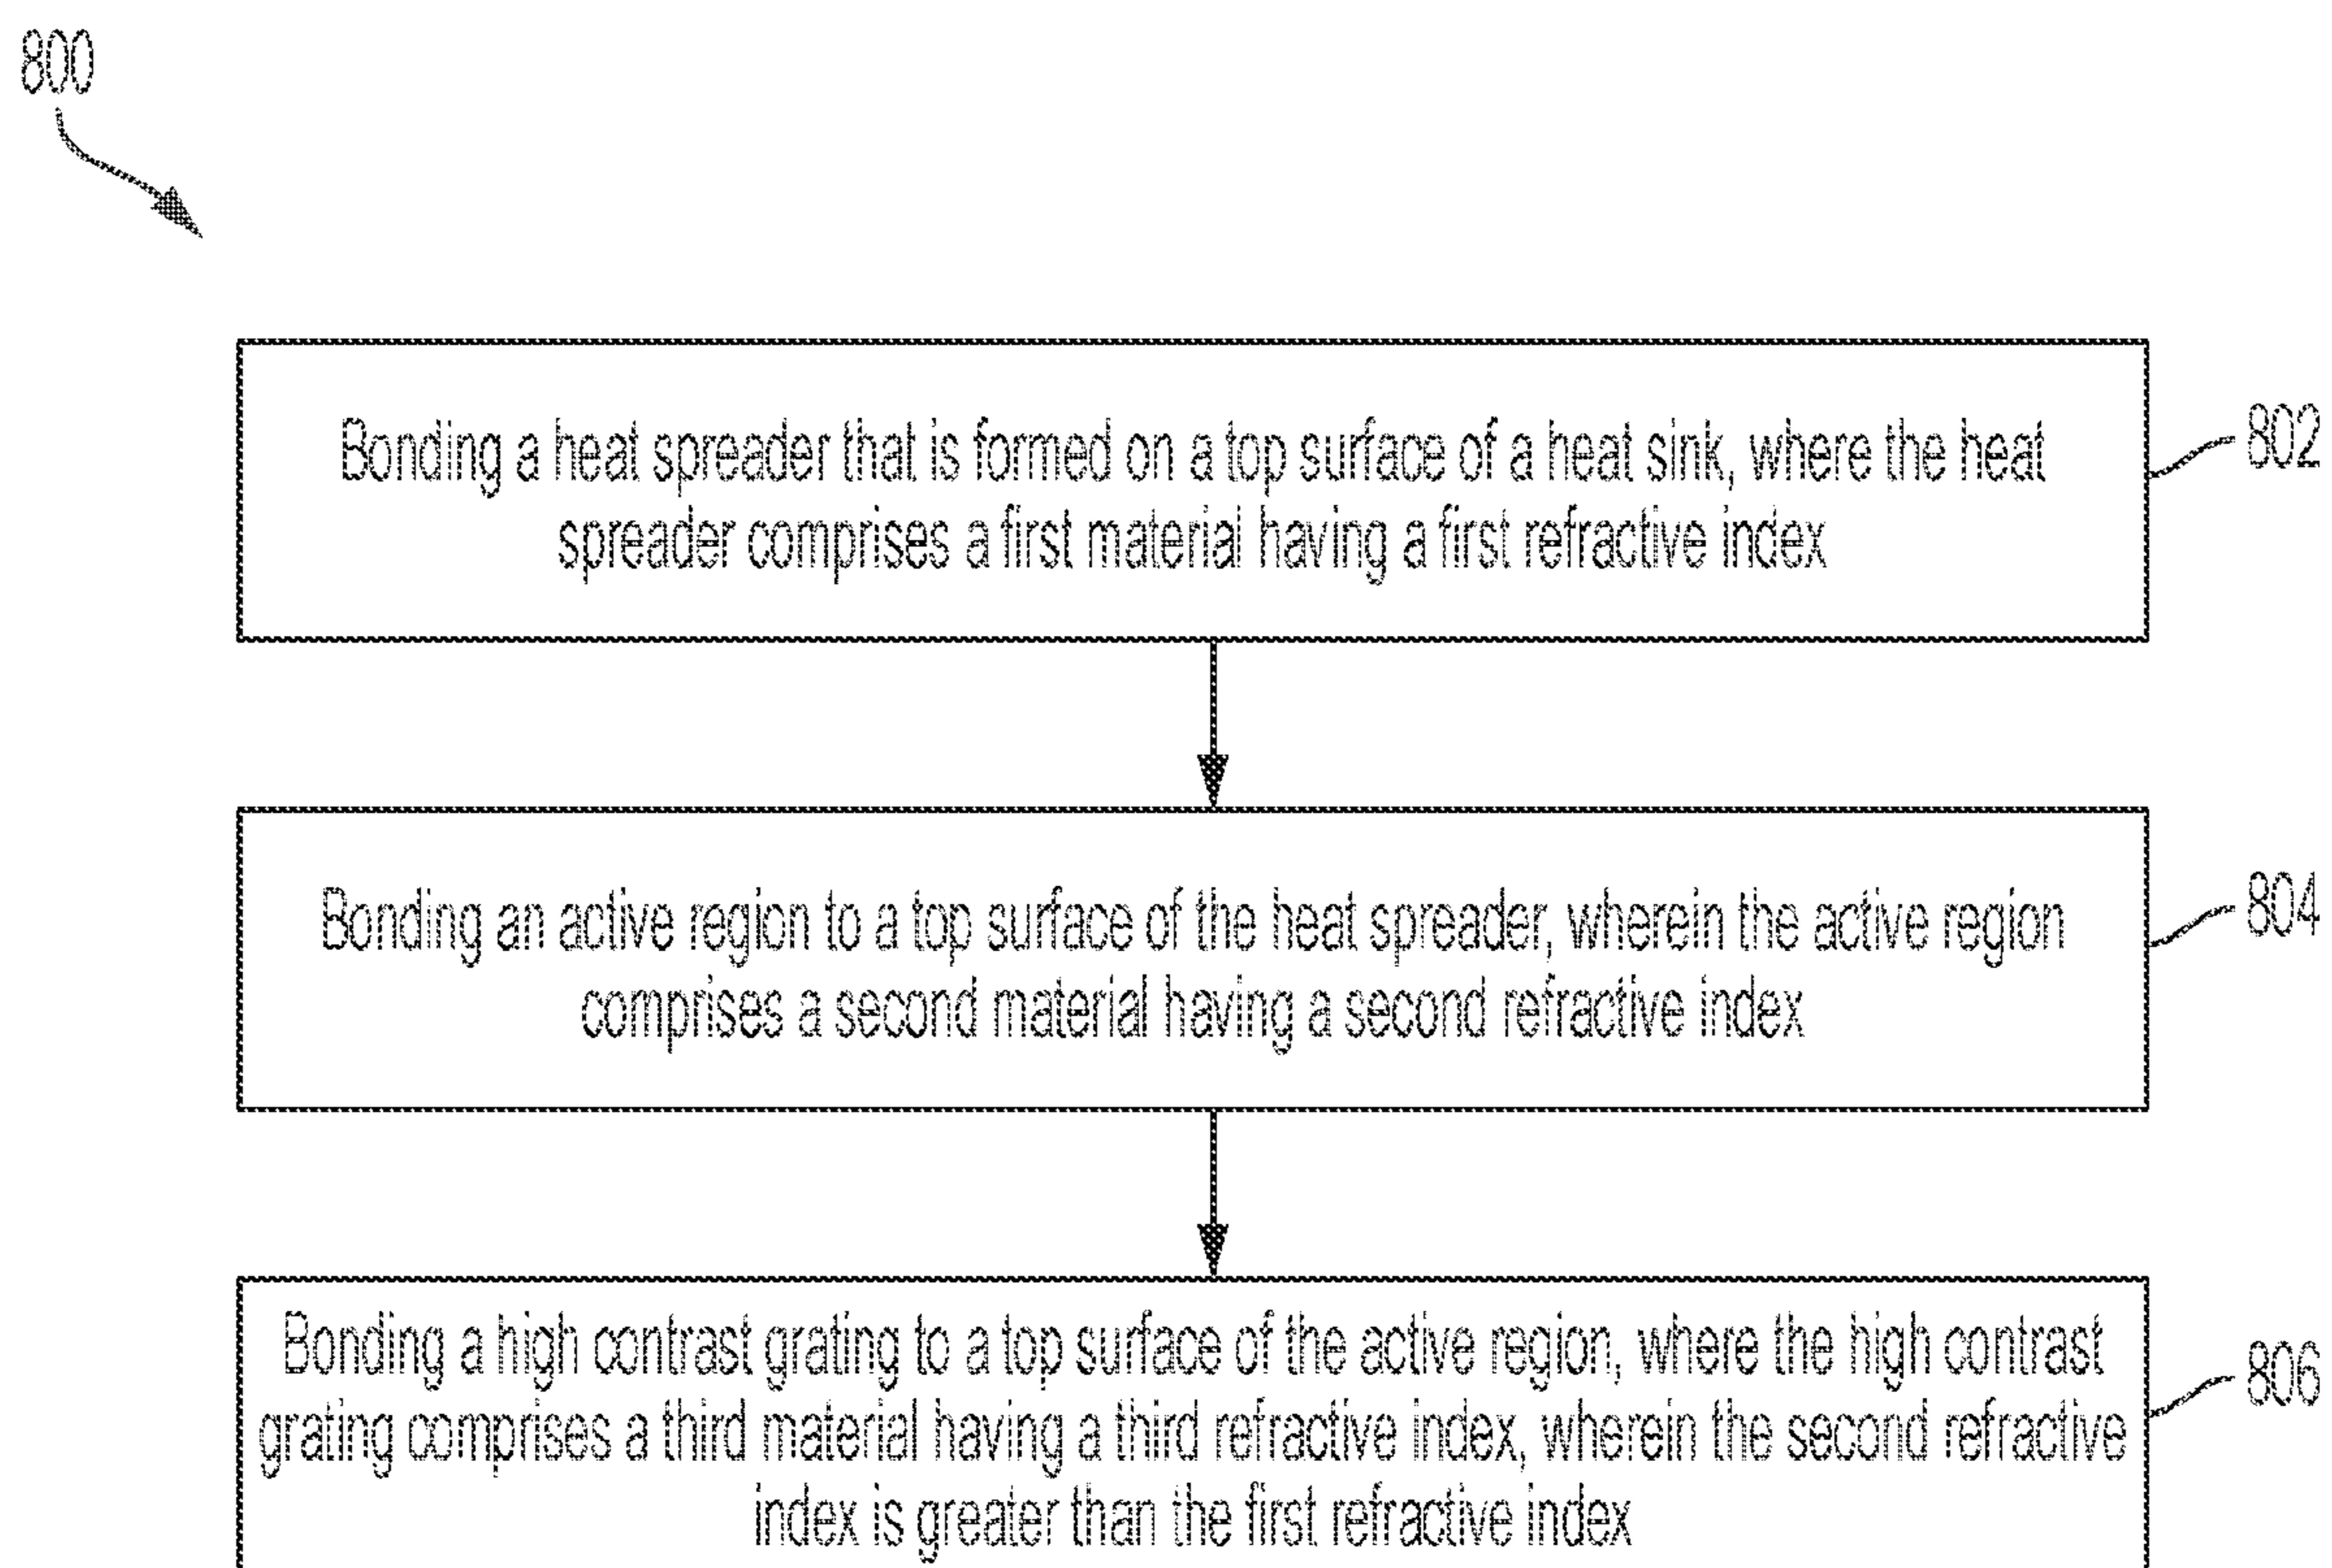 800
Bonding a heat spreader that is formed on a top surface of a heat sink, where the heat
spreader comprises a first material having a first refractive index
802
Bonding an active region to a top surface of the heat spreader, wherein the active region
comprises a second material having a second refractive index
804
Bonding a high contrast grating to a top surface of the active region, where the high contrast
grating comprises a third material having a third refractive index, wherein the second refractive
index is greater than the first refractive index
806